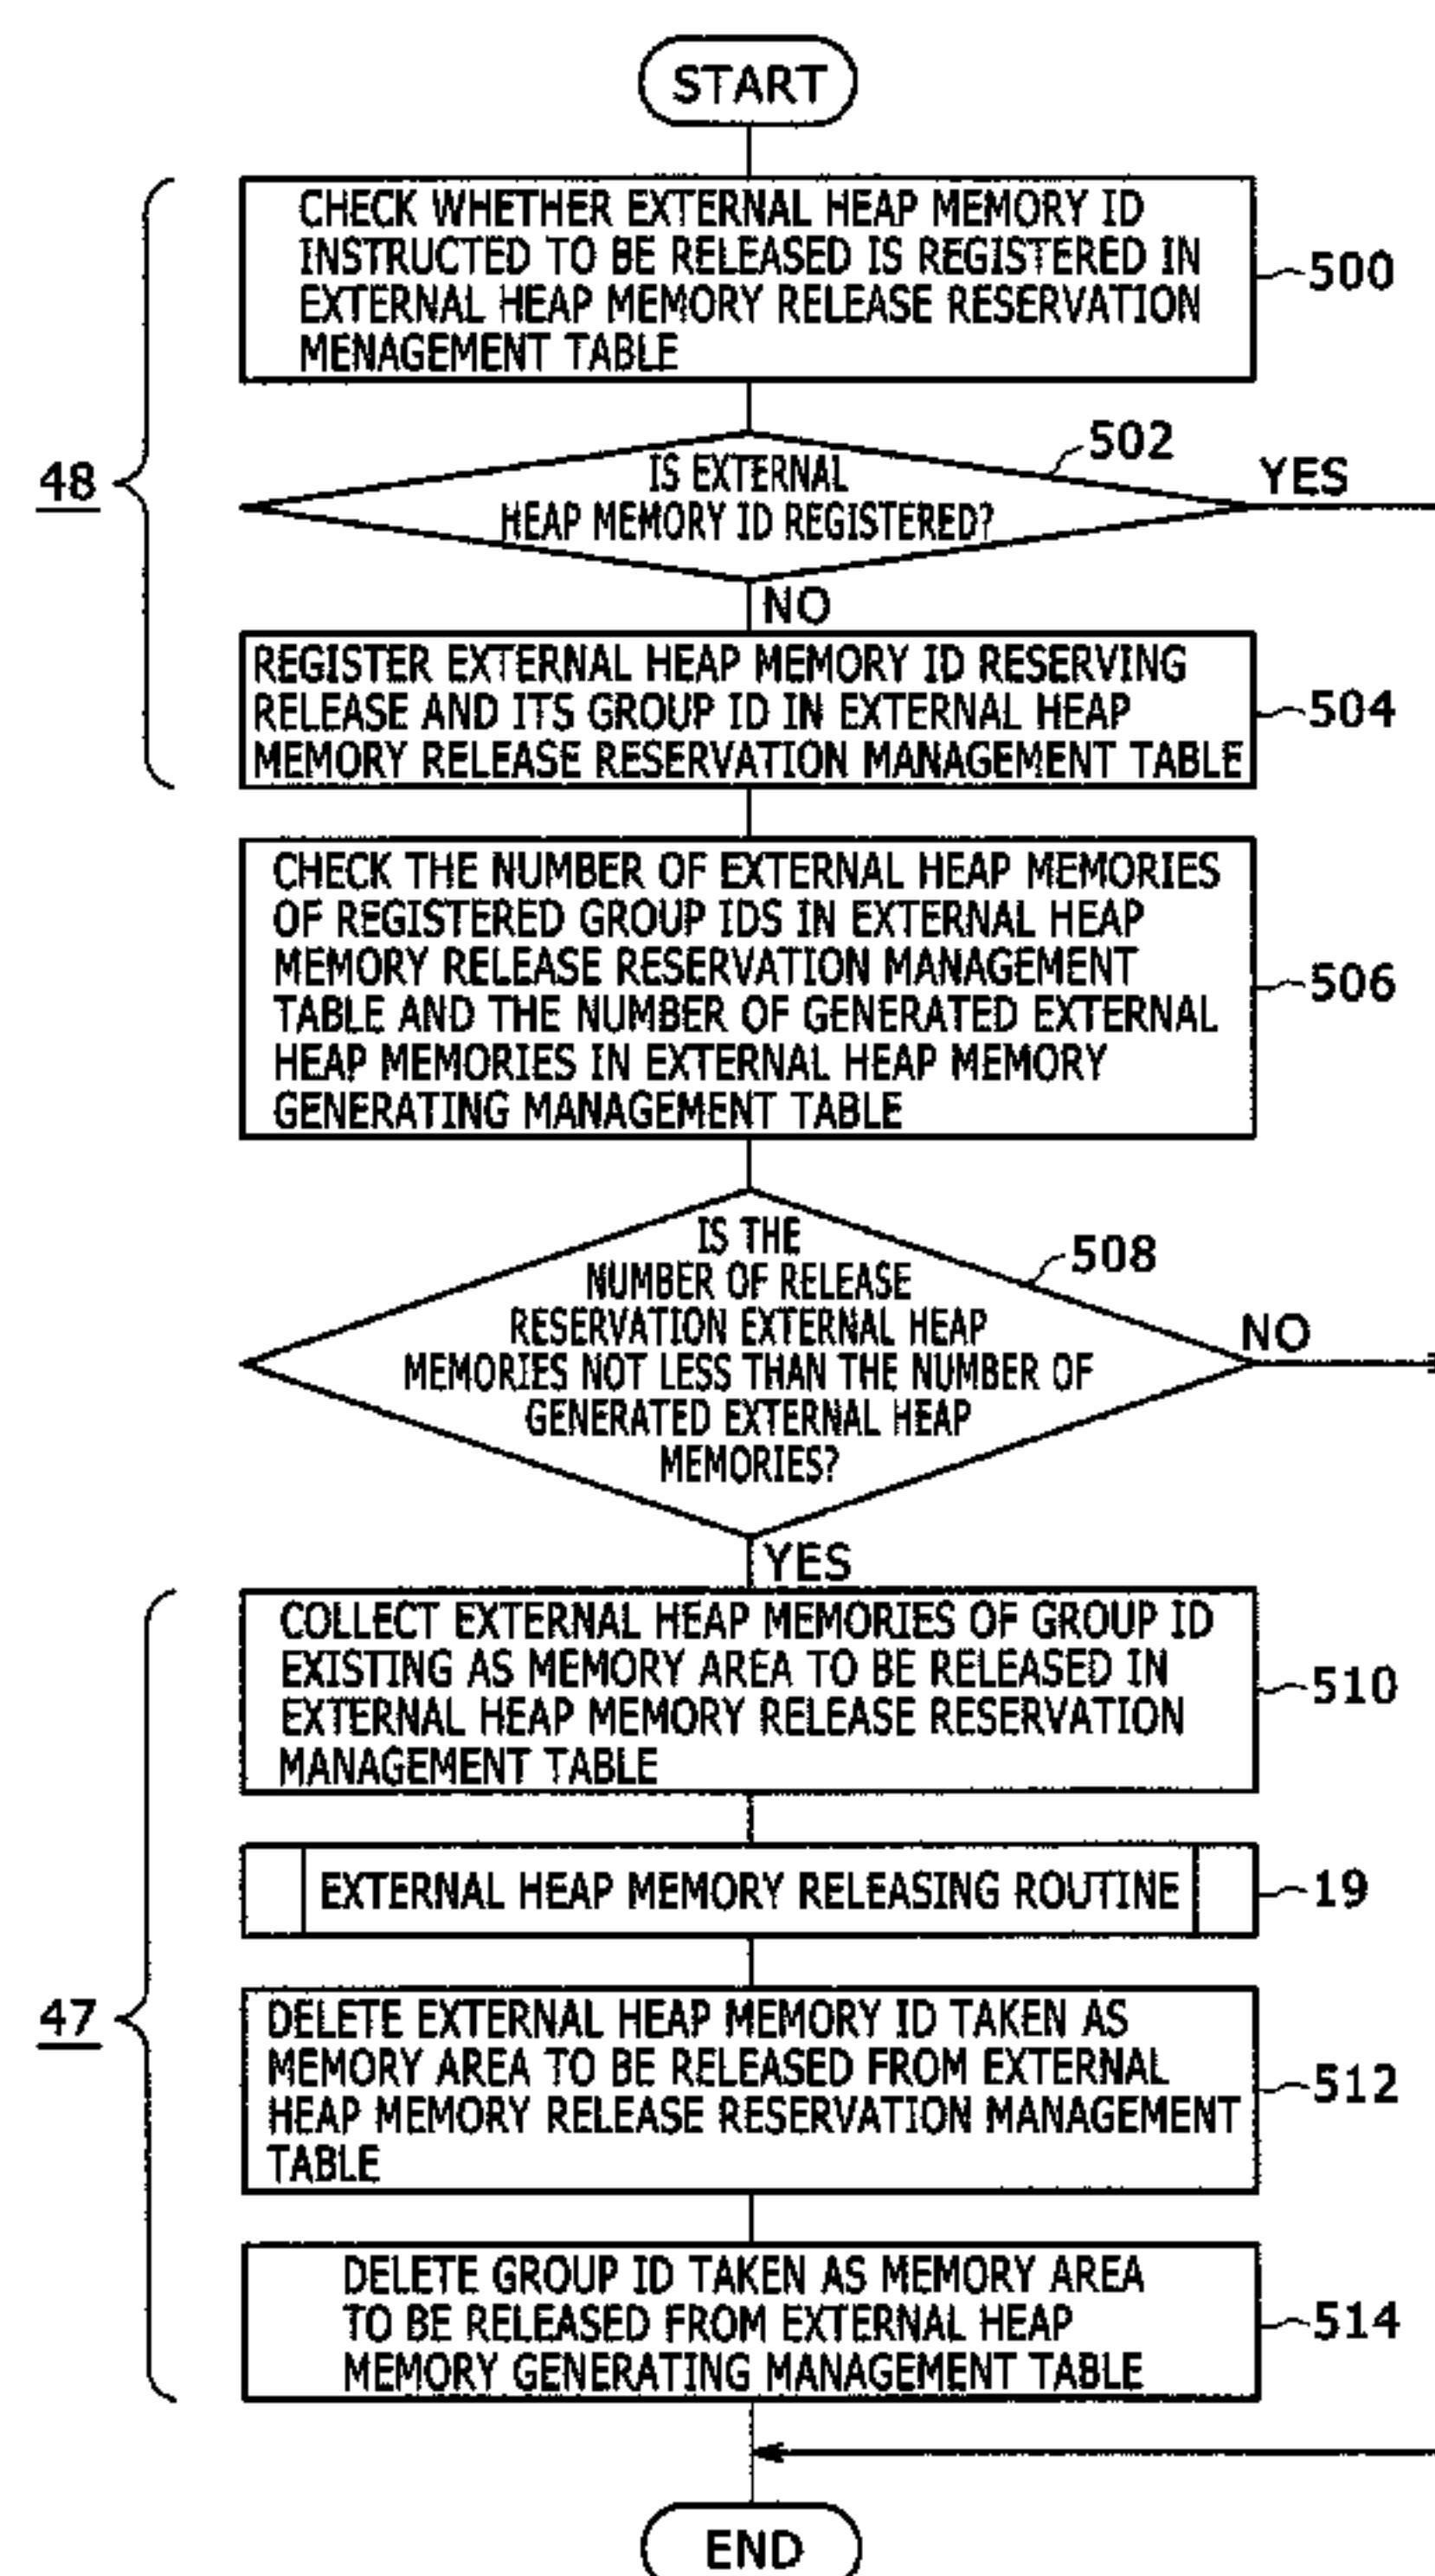 START
CHECK WHETHER EXTERNAL HEAP MEMORY ID
INSTRUCTED TO BE RELEASED IS REGISTERED IN
EXTERNAL HEAP MEMORY RELEASE RESERVATION
MENAGEMENT TABLE
500
48
502
IS EXTERNAL
HEAP MEMORY ID REGISTERED?
YES
NO
REGISTER EXTERNAL HEAP MEMORY ID RESERVING
RELEASE AND ITS GROUP ID IN EXTERNAL HEAP
MEMORY RELEASE RESERVATION MANAGEMENT TABLE
504
CHECK THE NUMBER OF EXTERNAL HEAP MEMORIES
OF REGISTERED GROUP IDS IN EXTERNAL HEAP
MEMORY RELEASE RESERVATION MANAGEMENT
TABLE AND THE NUMBER OF GENERATED EXTERNAL
HEAP MEMORIES IN EXTERNAL HEAP MEMORY
GENERATING MANAGEMENT TABLE
506
IS THE
NUMBER OF RELEASE
RESERVATION EXTERNAL HEAP
MEMORIES NOT LESS THAN THE NUMBER OF
GENERATED EXTERNAL HEAP
MEMORIES?
508
NO
YES
COLLECT EXTERNAL HEAP MEMORIES OF GROUP ID
EXISTING AS MEMORY AREA TO BE RELEASED IN
EXTERNAL HEAP MEMORY RELEASE RESERVATION
MANAGEMENT TABLE
510
EXTERNAL HEAP MEMORY RELEASING ROUTINE
19
47
DELETE EXTERNAL HEAP MEMORY ID TAKEN AS
MEMORY AREA TO BE RELEASED FROM EXTERNAL
HEAP MEMORY RELEASE RESERVATION MANAGEMENT
TABLE
512
DELETE GROUP ID TAKEN AS MEMORY AREA
TO BE RELEASED FROM EXTERNAL HEAP
MEMORY GENERATING MANAGEMENT TABLE
514
END